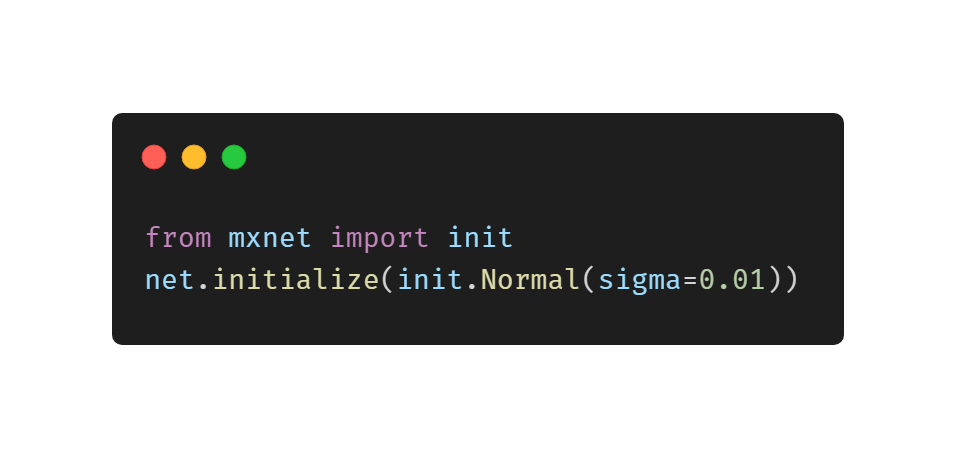 from mxnet import init
net.initialize(init.Normal(sigma=0.01))